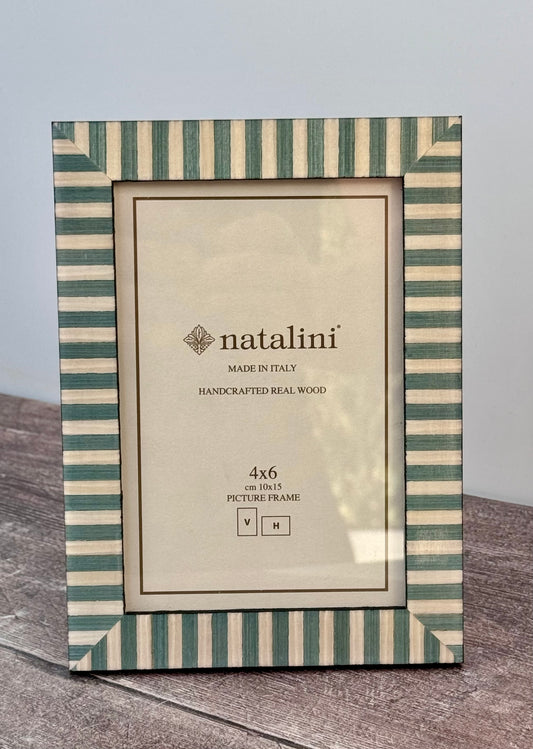 natalini®
MADE IN ITALY
HANDCRAFTED REAL WOOD
4x6
cm 10x15
PICTURE FRAME
V H